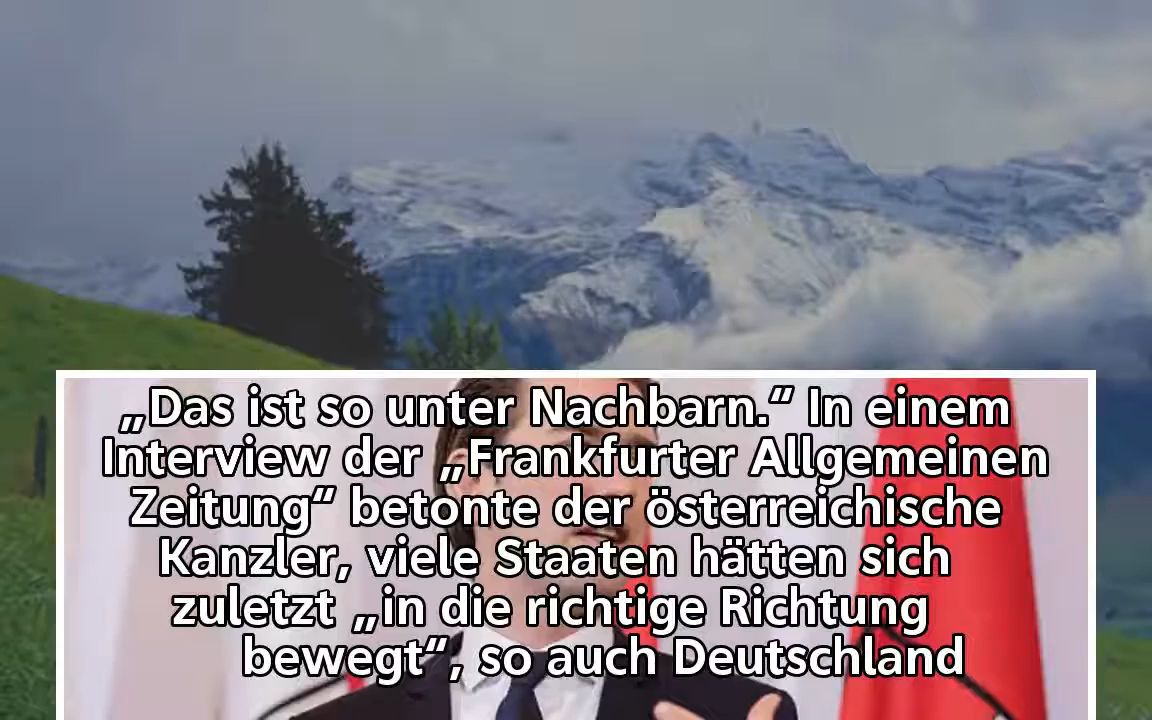 „Das ist so unter Nachbarn.“ In einem
Interview der „Frankfurter Allgemeinen
Zeitung“ betonte der österreichische
Kanzler, viele Staaten hätten sich
zuletzt „in die richtige Richtung
bewegt“, so auch Deutschland